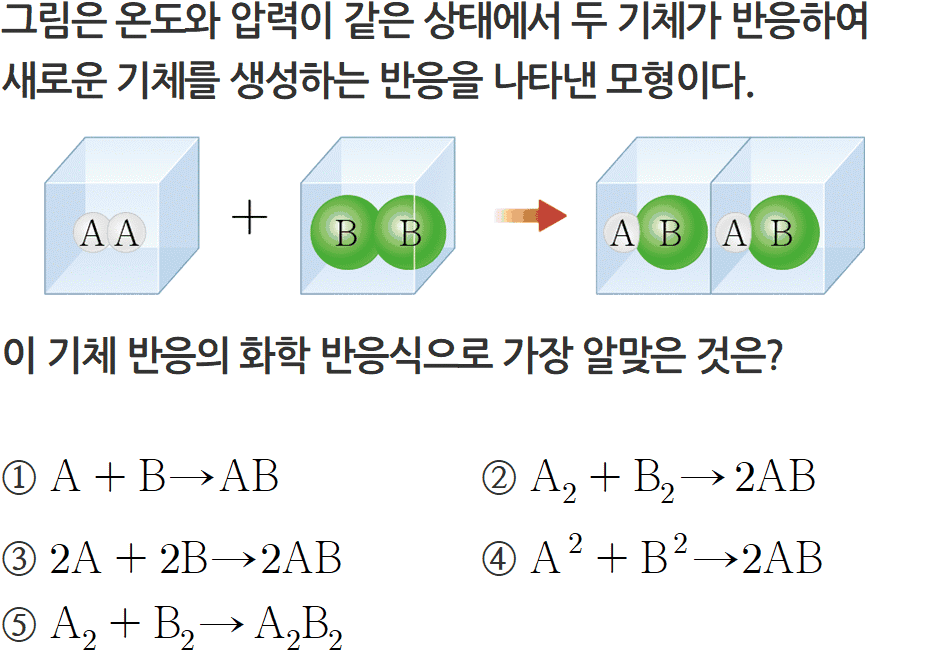 그림은 온도와 압력이 같은 상태에서 두 기체가 반응하여
새로운 기체를 생성하는 반응을 나타낸 모형이다.
A A + B B A B A B
이 기체 반응의 화학 반응식으로 가장 알맞은 것은?
① A + B→AB ② A₂ + B₂→2AB
③ 2A + 2B→2AB ④ A² + B²→2AB
⑤ A₂ + B₂→A₂B₂